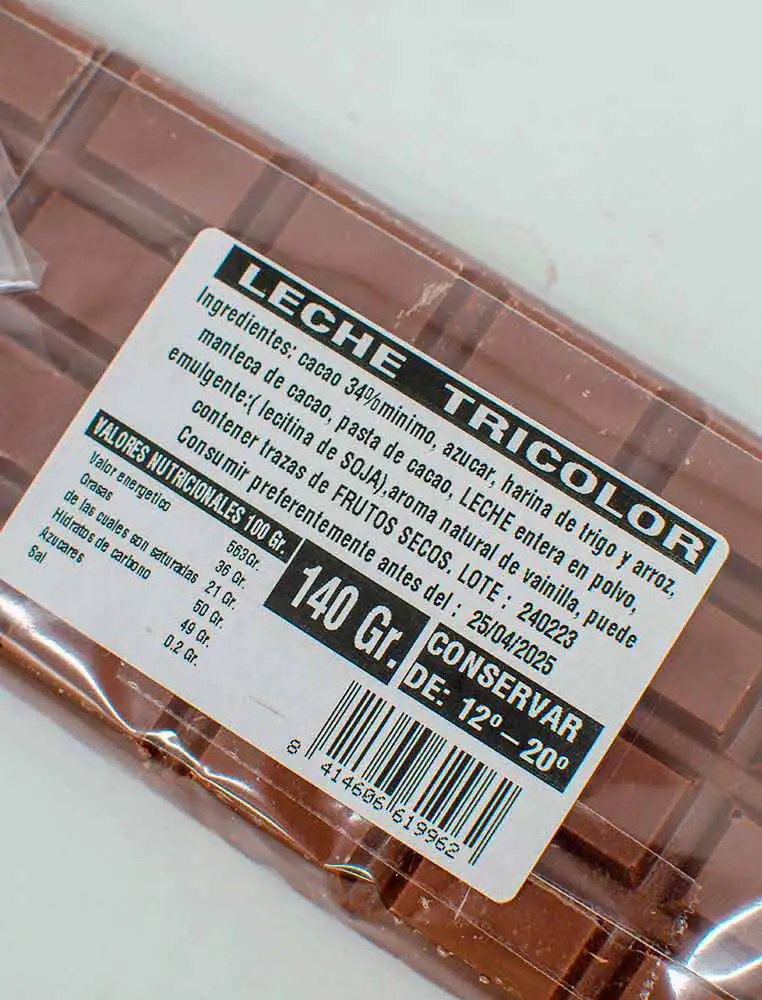 LECHE TRICOLOR
Ingredientes: cacao 34%minimo, azucar, harina de trigo y arroz,
manteca de cacao, pasta de cacao, LECHE entera en polvo,
emulgente:( lecitina de SOJA),aroma natural de vainilla, puede
contener trazas de FRUTOS SECOS. LOTE : 240223
Consumir preferentemente antes del : 25/04/2025
VALORES NUTRICIONALES 100 Gr.
Valor energetico 563Gr.
Grasas 36 Gr.
de las cuales son saturadas 21 Gr.
Hidratos de carbono 50 Gr.
Azucares 49 Gr.
Sal 0.2 Gr.
140 Gr.
CONSERVAR
DE: 12º-20º
8 414606 619962